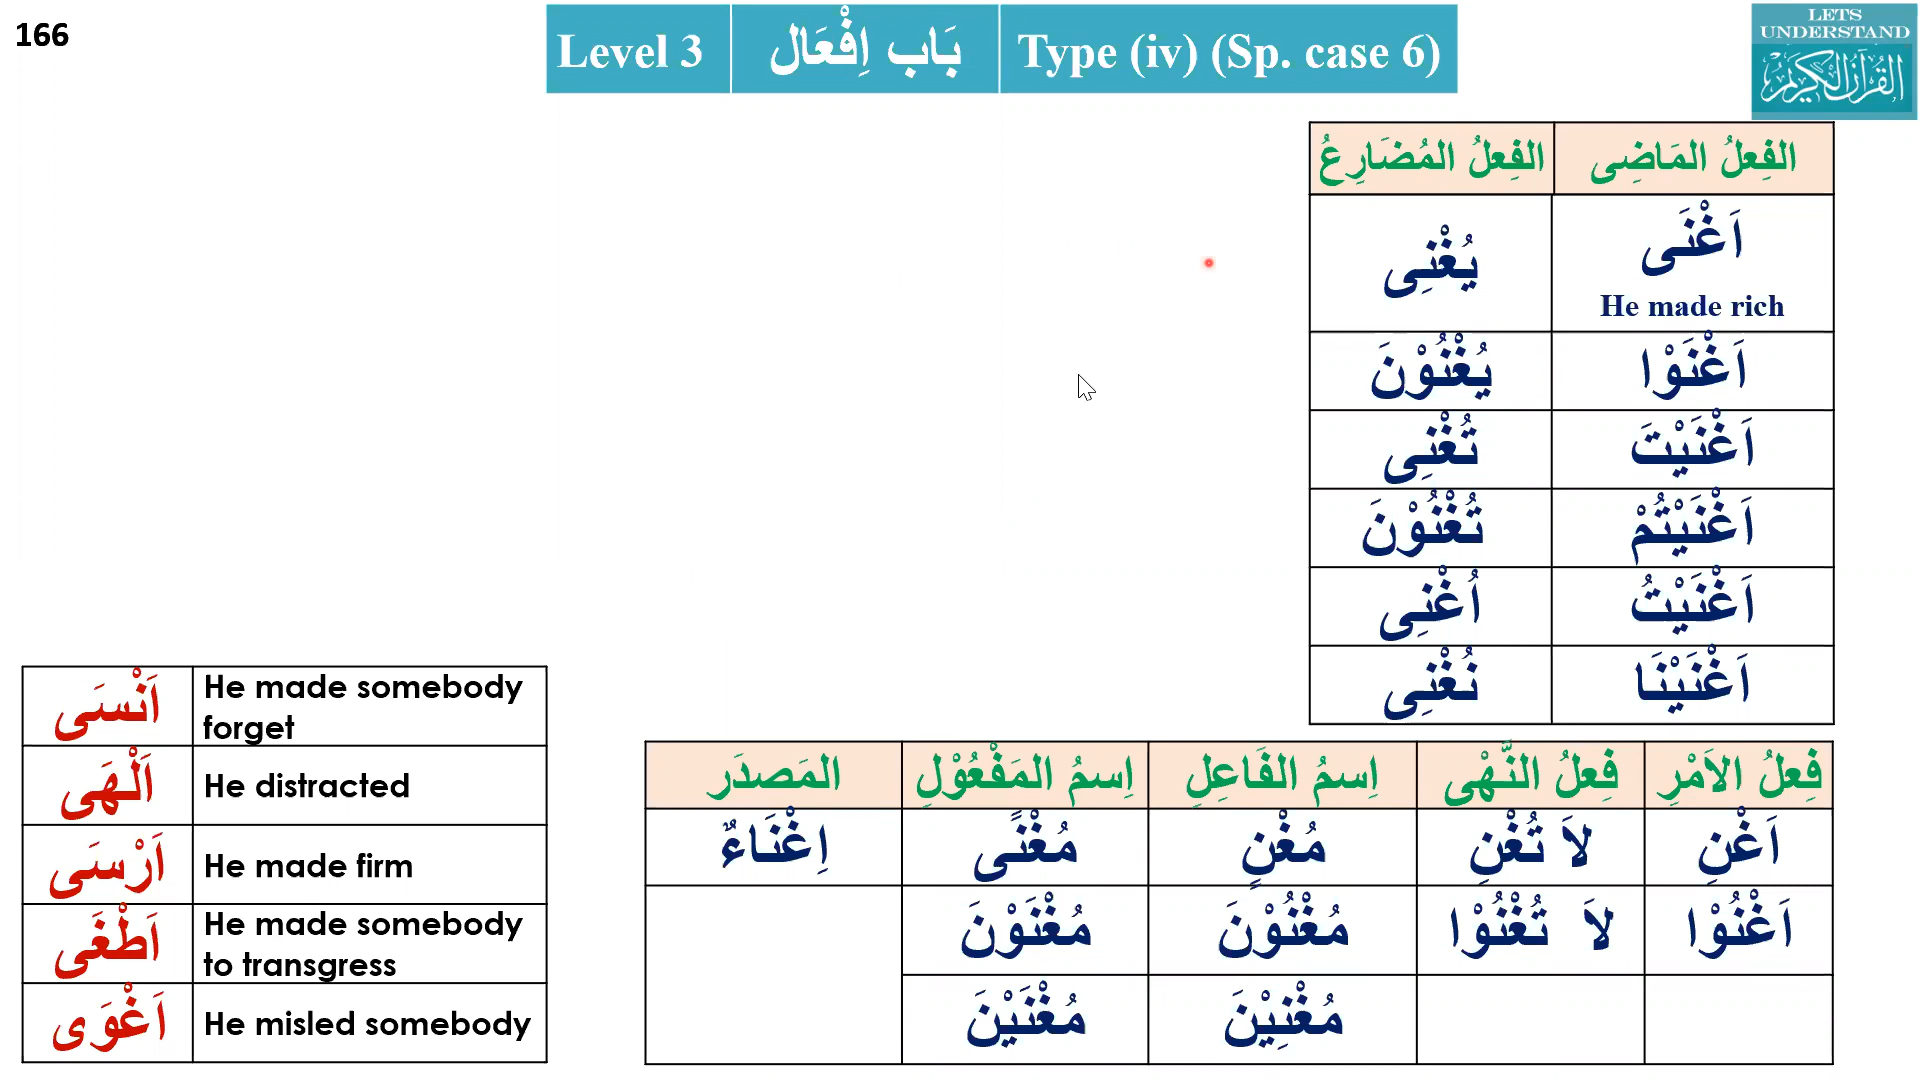 166
Level 3 بَاب اِفْعَال Type (iv) (Sp. case 6)
LETS
UNDERSTAND
القرآن الكريم
الفِعلُ المَاضِی الفِعلُ المُضَارِعُ
اَغْنَی يُغْنِی
He made rich
اَغْنَوْا يُغْنُوْنَ
اَغْنَيْتَ تُغْنِی
اَغْنَيْتُمْ تُغْنُوْنَ
اَغْنَيْتُ اُغْنِی
اَغْنَيْنَا نُغْنِی
اَنْسَی He made somebody
forget
اَلْهَی He distracted
اَرْسَی He made firm
اَطْغَی He made somebody
to transgress
اَغْوَی He misled somebody
فِعلُ الاَمْرِ فِعلُ النَّهْی اِسمُ الفَاعِلِ اِسمُ المَفْعُوْلِ المَصدَر
اَغْنِ لاَ تُغْنِ مُغْنٍ مُغْنًی اِغْنَاءٌ
اَغْنُوْا لاَ تُغْنُوْا مُغْنُوْنَ مُغْنَوْنَ
مُغْنِيْنَ مُغْنَيْنَ